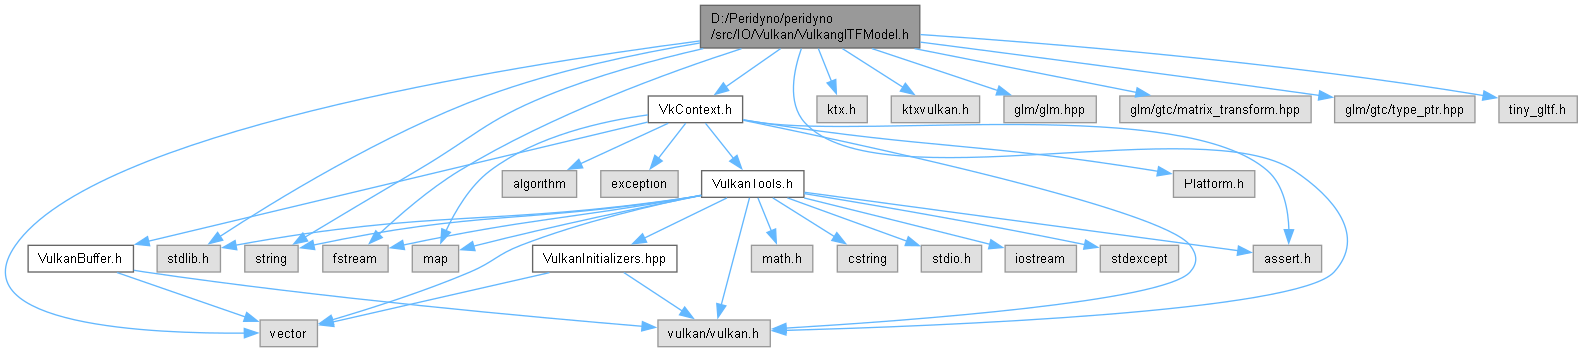 D:/Peridyno/peridyno
/src/IO/Vulkan/VulkanglTFModel.h
VkContext.h
ktx.h
ktxvulkan.h
glm/glm.hpp
glm/gtc/matrix_transform.hpp
glm/gtc/type_ptr.hpp
tiny_gltf.h
algorithm
exception
VulkanTools.h
Platform.h
VulkanBuffer.h
stdlib.h
string
fstream
map
VulkanInitializers.hpp
math.h
cstring
stdio.h
iostream
stdexcept
assert.h
vector
vulkan/vulkan.h